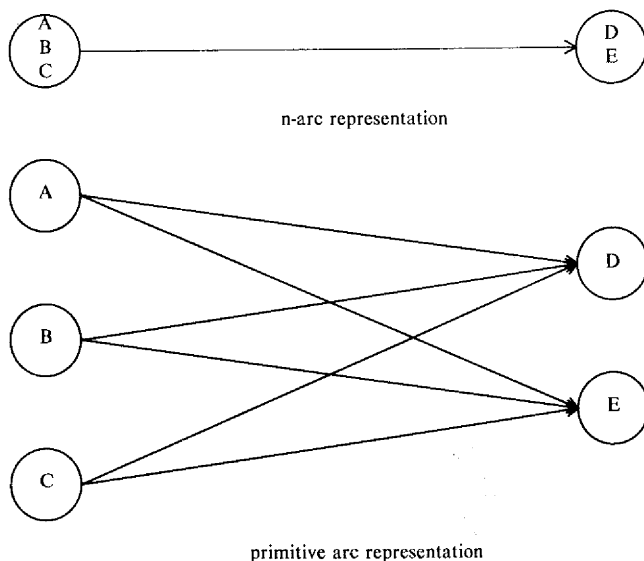 A
B
C
D
E
n-arc representation
A
D
B
E
C
primitive arc representation